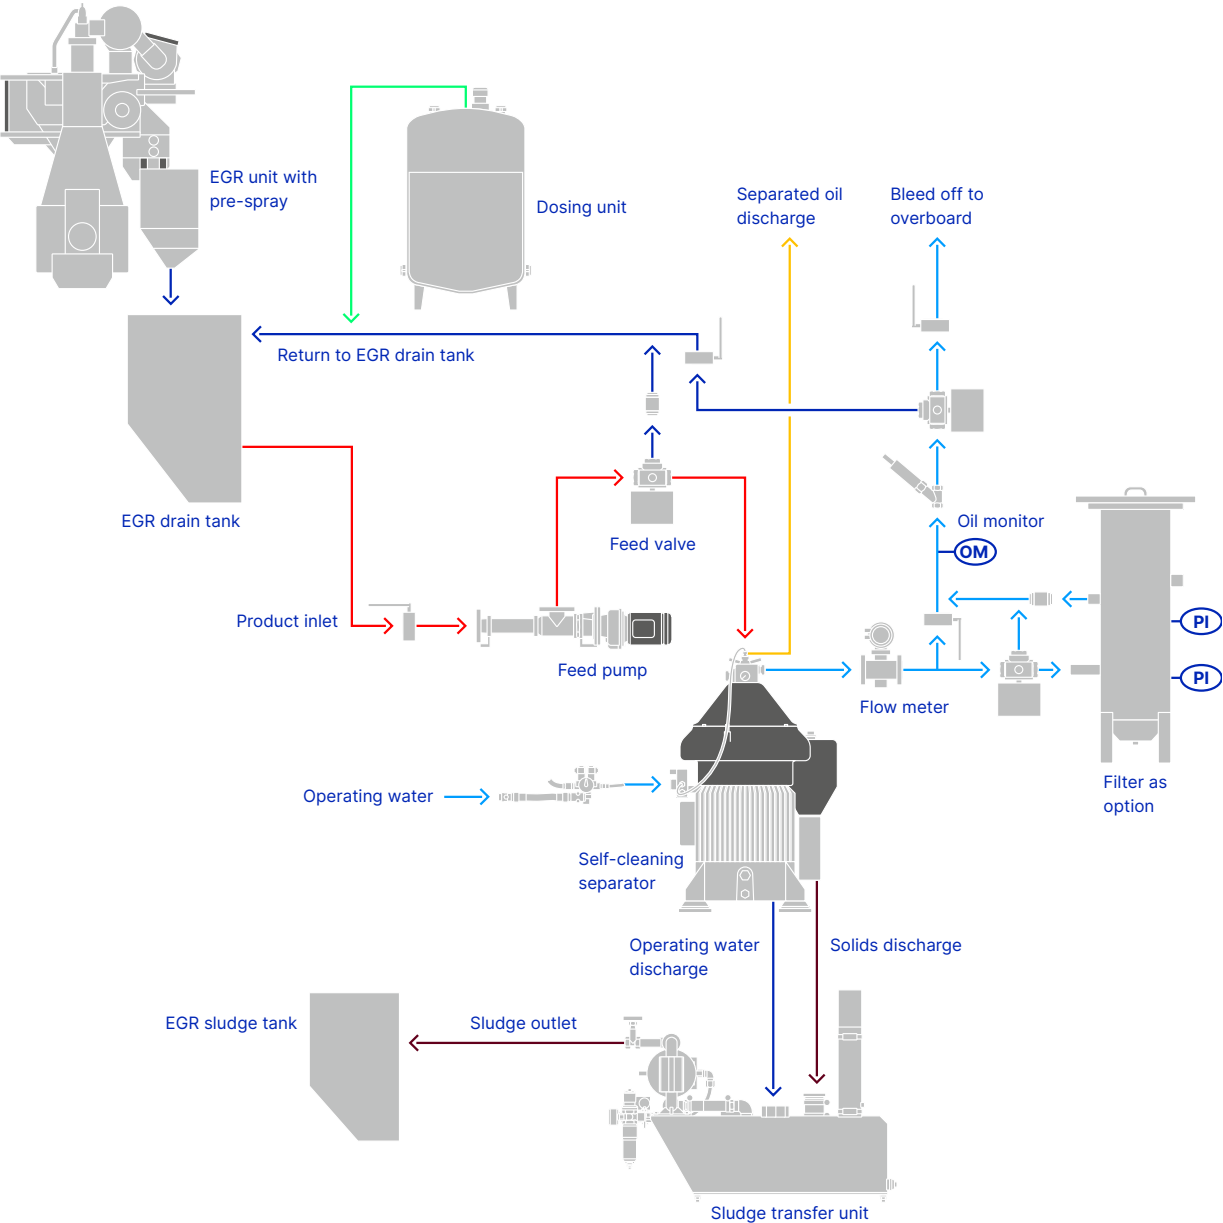 EGR unit with
pre-spray
Dosing unit
Separated oil
discharge
Bleed off to
overboard
Return to EGR drain tank
EGR drain tank
Feed valve
Oil monitor
OM
Product inlet
Feed pump
PI
PI
Flow meter
Filter as
option
Operating water
Self-cleaning
separator
Operating water
discharge
Solids discharge
EGR sludge tank
Sludge outlet
Sludge transfer unit